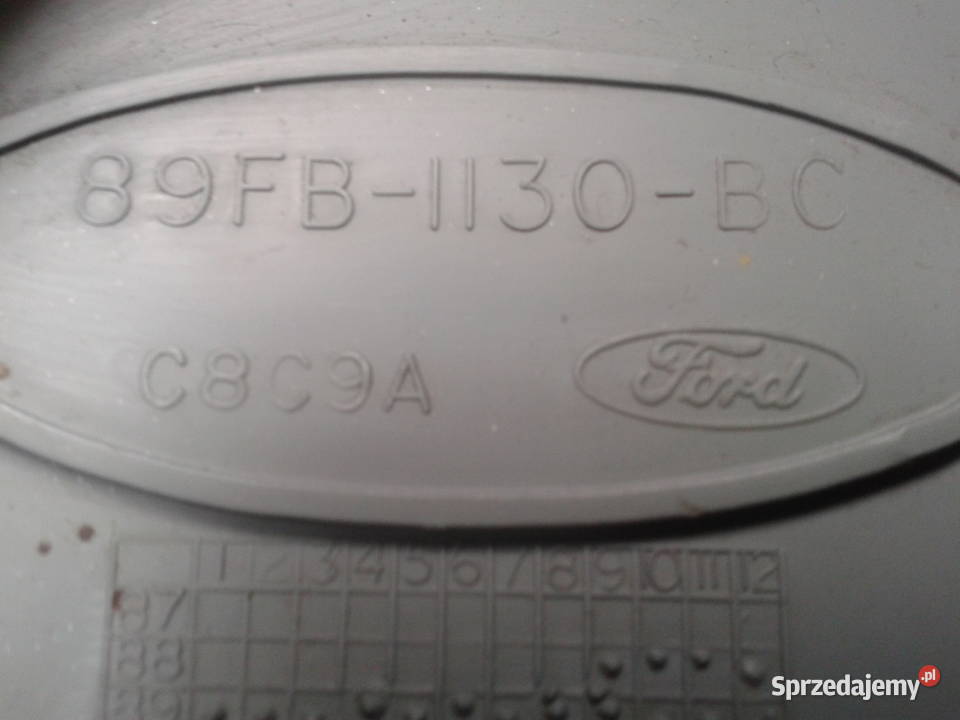 89FB-1130-BC
C8C9A
Ford
1 2 3 4 5 6 7 8 9 10 11 12
87
88
89
Sprzedajemy.pl